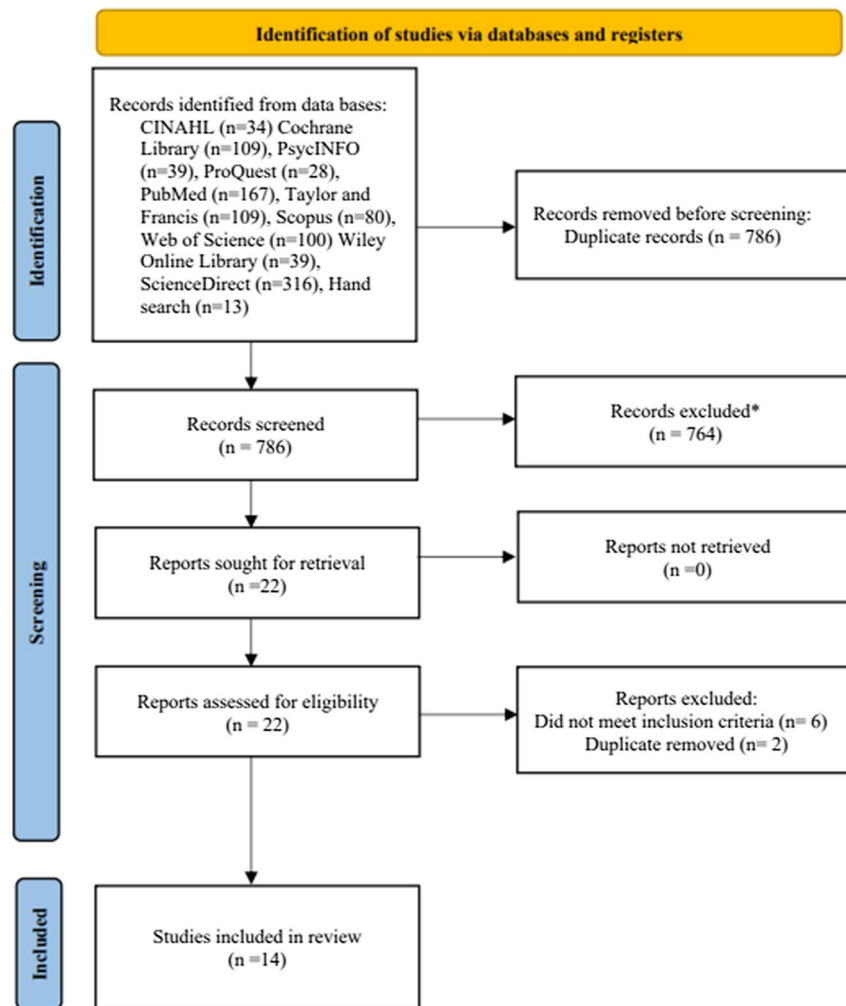 Identification of studies via databases and registers
Identification
Records identified from data bases:
CINAHL (n=34) Cochrane
Library (n=109), PsycINFO
(n=39), ProQuest (n=28),
PubMed (n=167), Taylor and
Francis (n=109), Scopus (n=80),
Web of Science (n=100) Wiley
Online Library (n=39),
ScienceDirect (n=316), Hand
search (n=13)
Records removed before screening:
Duplicate records (n = 786)
Screening
Records screened
(n = 786)
Records excluded*
(n = 764)
Reports sought for retrieval
(n =22)
Reports not retrieved
(n =0)
Reports assessed for eligibility
(n = 22)
Reports excluded:
Did not meet inclusion criteria (n= 6)
Duplicate removed (n= 2)
Included
Studies included in review
(n =14)